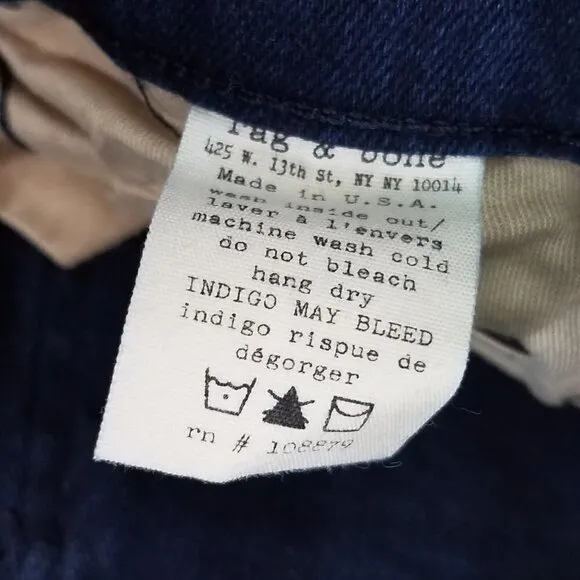 rag & bone
425 W. 13th St, NY NY 10014
Made in U.S.A.
wash inside out/
laver à l'envers
machine wash cold
do not bleach
hang dry
INDIGO MAY BLEED
indigo risque de
dégorger
rn # 108879